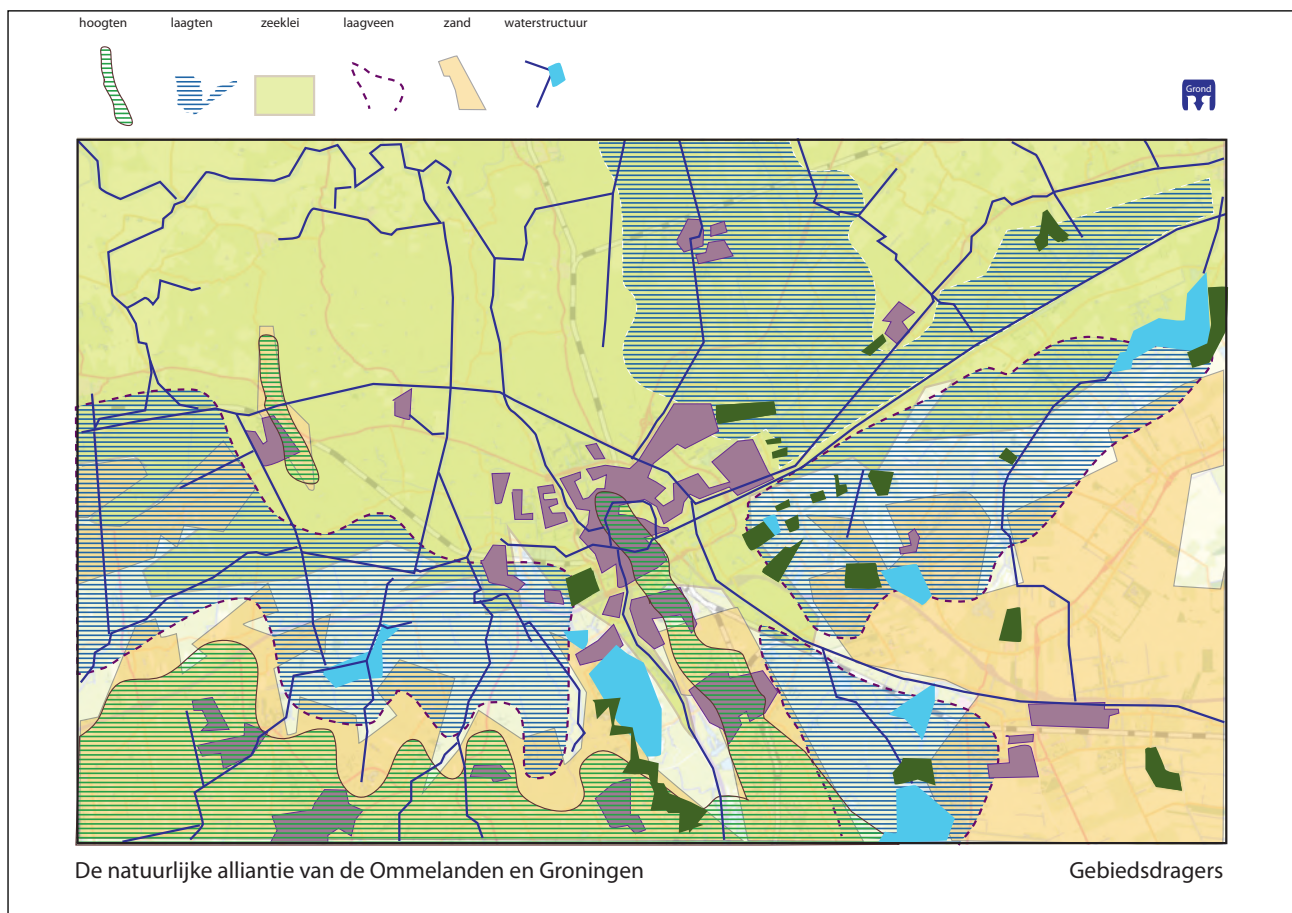 hoogten laagten zeeklei laagveen zand waterstructuur
Grond
De natuurlijke alliantie van de Ommelanden en Groningen Gebiedsdragers